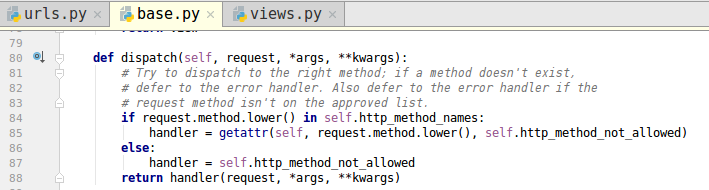 urls.py × base.py × views.py ×
78 return view
79
80 def dispatch(self, request, *args, **kwargs):
81 # Try to dispatch to the right method; if a method doesn't exist,
82 # defer to the error handler. Also defer to the error handler if the
83 # request method isn't on the approved list.
84 if request.method.lower() in self.http_method_names:
85 handler = getattr(self, request.method.lower(), self.http_method_not_allowed)
86 else:
87 handler = self.http_method_not_allowed
88 return handler(request, *args, **kwargs)